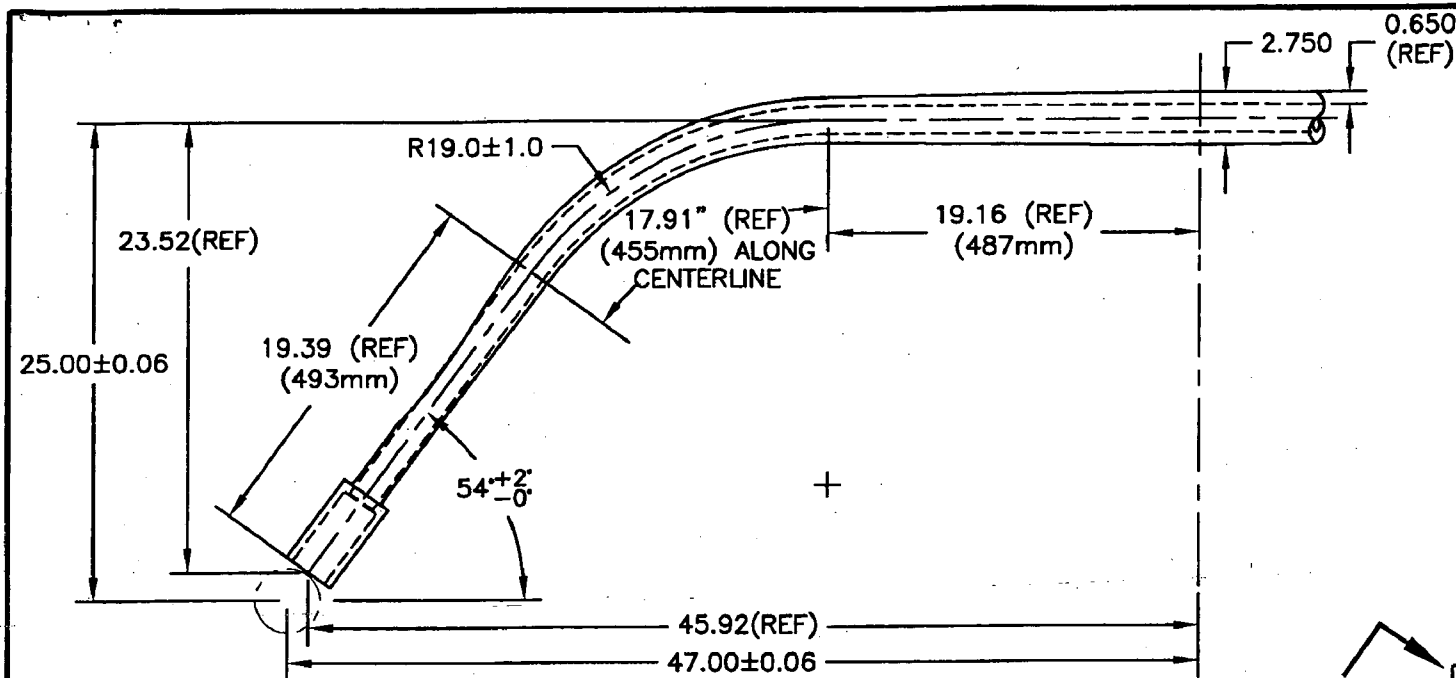 0.650
(REF)
2.750
R19.0±1.0
17.91" (REF)
(455mm) ALONG
CENTERLINE
19.16 (REF)
(487mm)
23.52(REF)
25.00±0.06
19.39 (REF)
(493mm)
54°+2°
-0°
45.92(REF)
47.00±0.06